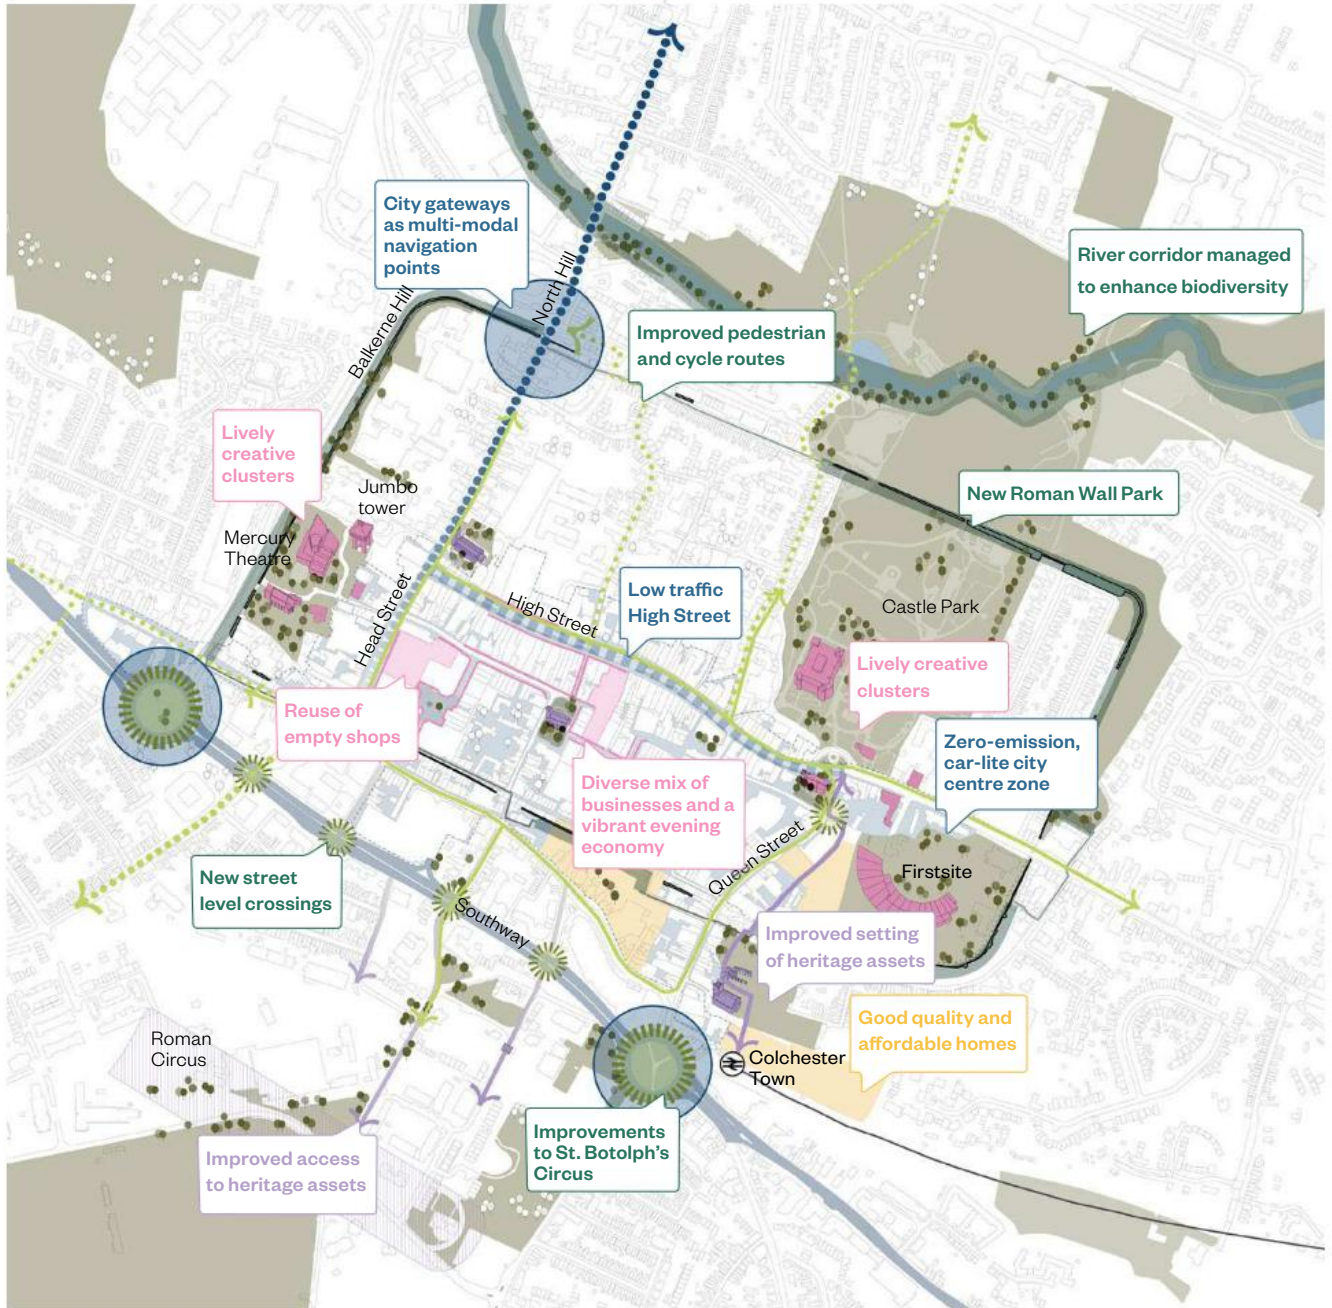 City gateways
as multi-modal
navigation
points
North Hill
Balkerne Hill
River corridor managed
to enhance biodiversity
Improved pedestrian
and cycle routes
Lively
creative
clusters
Jumbo
tower
Mercury
Theatre
New Roman Wall Park
Head Street
High Street
Low traffic
High Street
Castle Park
Lively creative
clusters
Reuse of
empty shops
Zero-emission,
car-lite city
centre zone
Diverse mix of
businesses and a
vibrant evening
economy
Queen Street
Firstsite
New street
level crossings
Southway
Improved setting
of heritage assets
Good quality and
affordable homes
Roman
Circus
Colchester
Town
Improvements
to St. Botolph's
Circus
Improved access
to heritage assets